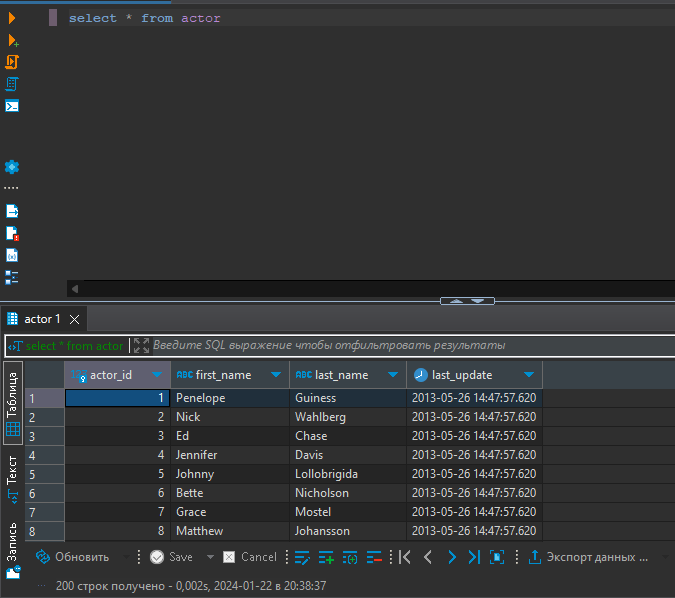 select * from actor
actor 1
select * from actor Введите SQL выражение чтобы отфильтровать результаты
Таблица
Текст
Запись
actor_id ABC first_name ABC last_name last_update
1 1 Penelope Guiness 2013-05-26 14:47:57.620
2 2 Nick Wahlberg 2013-05-26 14:47:57.620
3 3 Ed Chase 2013-05-26 14:47:57.620
4 4 Jennifer Davis 2013-05-26 14:47:57.620
5 5 Johnny Lollobrigida 2013-05-26 14:47:57.620
6 6 Bette Nicholson 2013-05-26 14:47:57.620
7 7 Grace Mostel 2013-05-26 14:47:57.620
8 8 Matthew Johansson 2013-05-26 14:47:57.620
Обновить Save Cancel Экспорт данных ...
200 строк получено - 0,002s, 2024-01-22 в 20:38:37